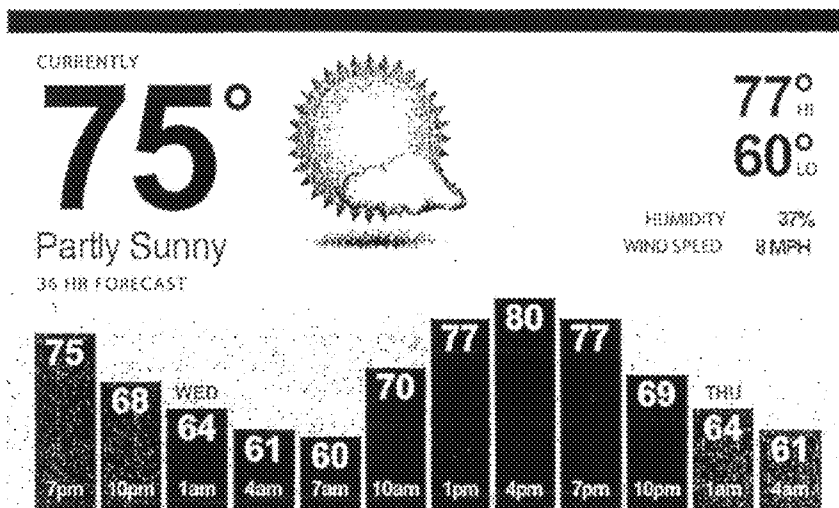 CURRENTLY
75°
77° HI
60° LO
Partly Sunny
HUMIDITY 37%
WIND SPEED 8 MPH
36 HR FORECAST
75 68 64 61 60 70 77 80 77 69 64 61
WED THU
7pm 10pm 1am 4am 7am 10am 1pm 4pm 7pm 10pm 1am 4am